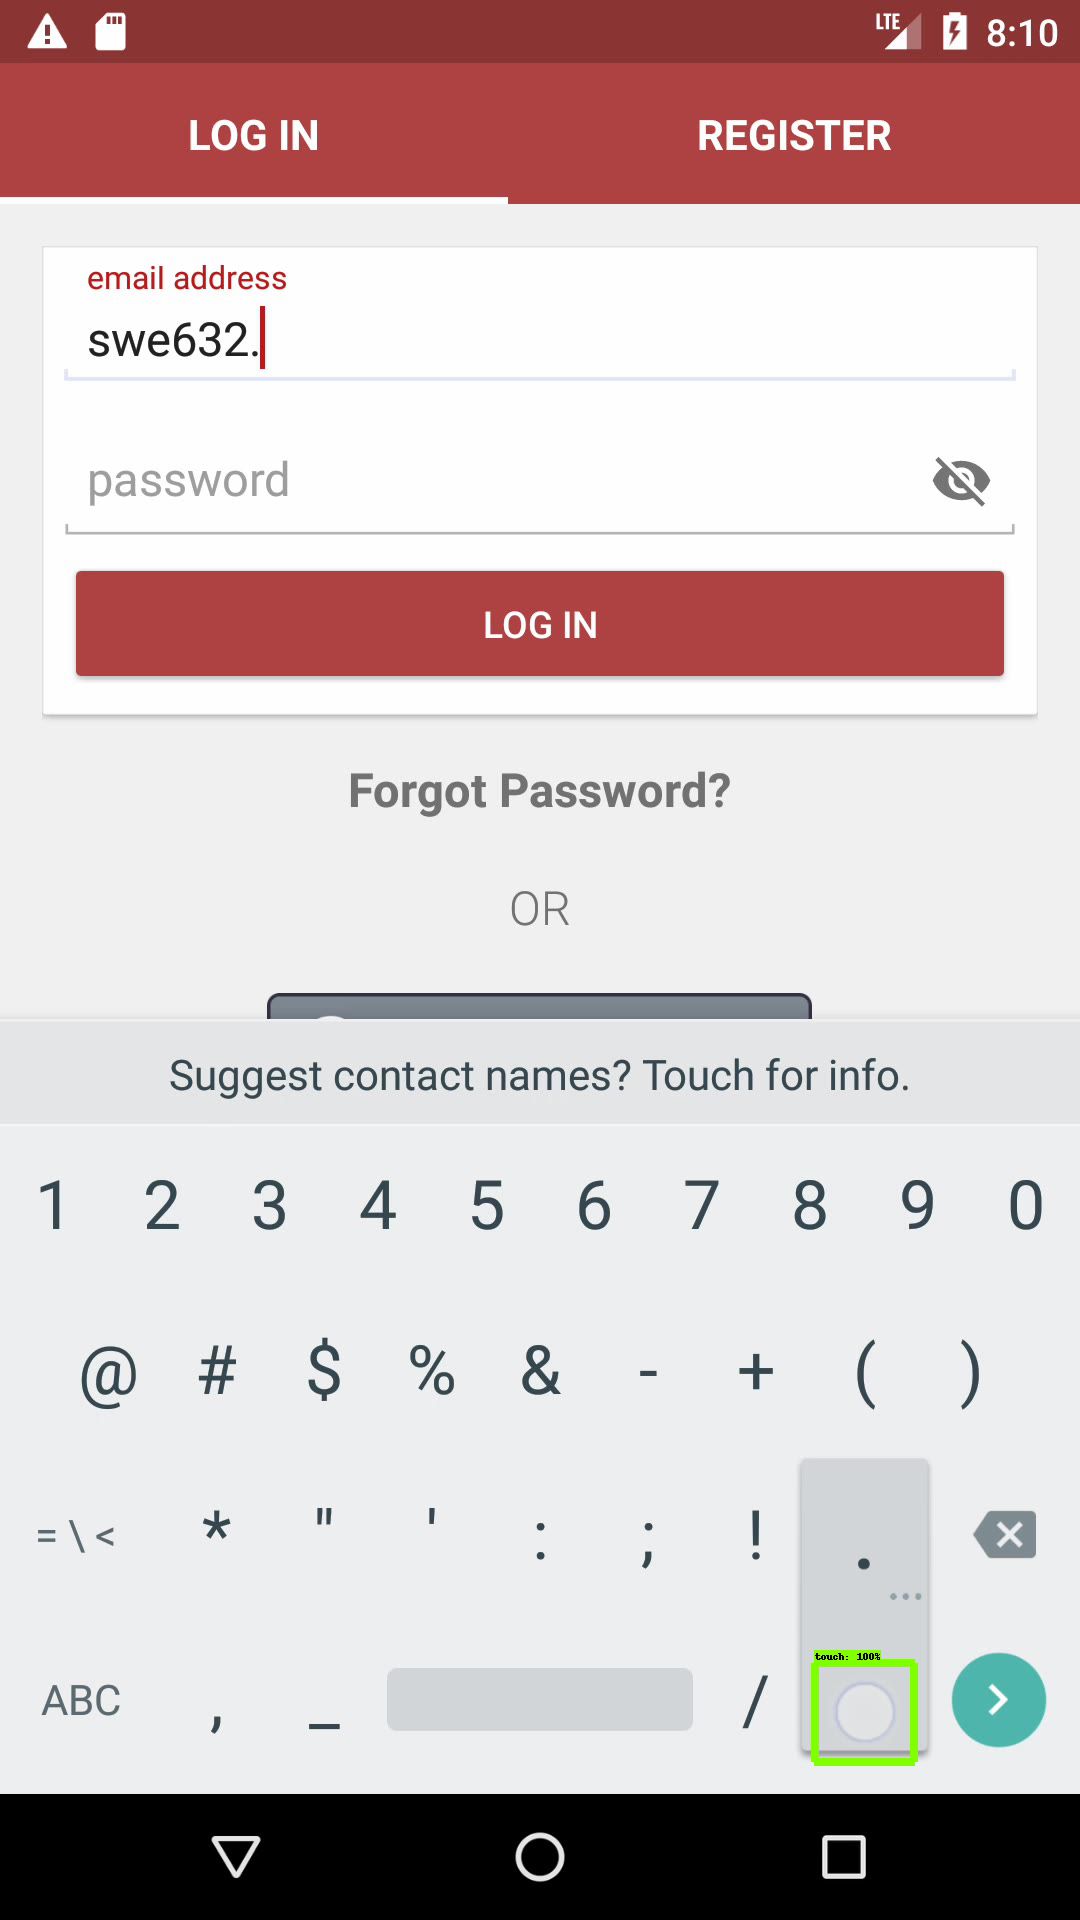 LTE 8:10
LOG IN REGISTER
email address
swe632.
password
LOG IN
Forgot Password?
OR
Suggest contact names? Touch for info.
1 2 3 4 5 6 7 8 9 0
@ # $ % & - + ( )
= \ < * " ' : ; ! .
touch: 100%
ABC , _ /